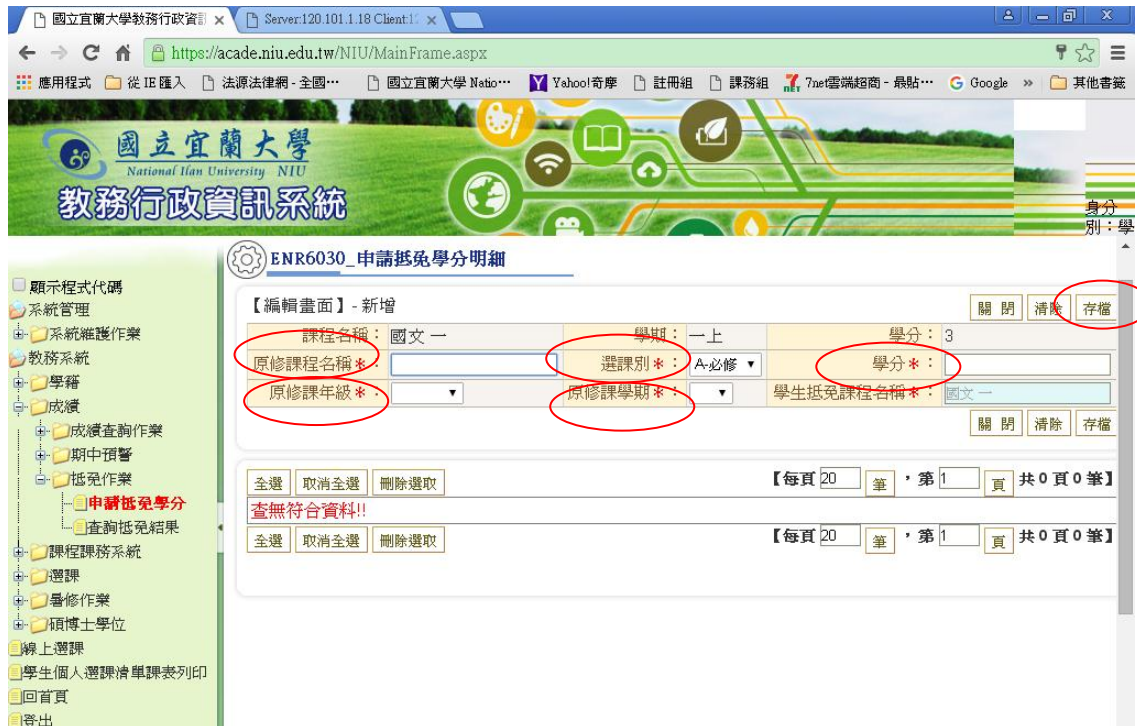 國立宜蘭大學教務行政資訊
Server:120.101.1.18 Client:12
https://acade.niu.edu.tw/NIU/MainFrame.aspx
應用程式 從 IE 匯入 法源法律網 - 全國… 國立宜蘭大學 Natio… Yahoo!奇摩 註冊組 課務組 7net雲端超商 - 最貼… Google » 其他書籤
國立宜蘭大學
National Ilan University NIU
教務行政資訊系統
身分
別：學
ENR6030_申請抵免學分明細
【編輯畫面】- 新增
關 閉 清除 存檔
課程名稱： 國文 一 學期： 一上 學分： 3
原修課程名稱＊： 選課別＊： A-必修 學分＊：
原修課年級＊： 原修課學期＊： 學生抵免課程名稱＊： 國文 一
關 閉 清除 存檔
全選 取消全選 刪除選取 【每頁 20 筆 ，第 1 頁 共 0 頁 0 筆】
查無符合資料!!
全選 取消全選 刪除選取 【每頁 20 筆 ，第 1 頁 共 0 頁 0 筆】
顯示程式代碼
系統管理
系統維護作業
教務系統
學籍
成績
成績查詢作業
期中預警
抵免作業
申請抵免學分
查詢抵免結果
課程課務系統
選課
暑修作業
碩博士學位
線上選課
學生個人選課清單課表列印
回首頁
登出